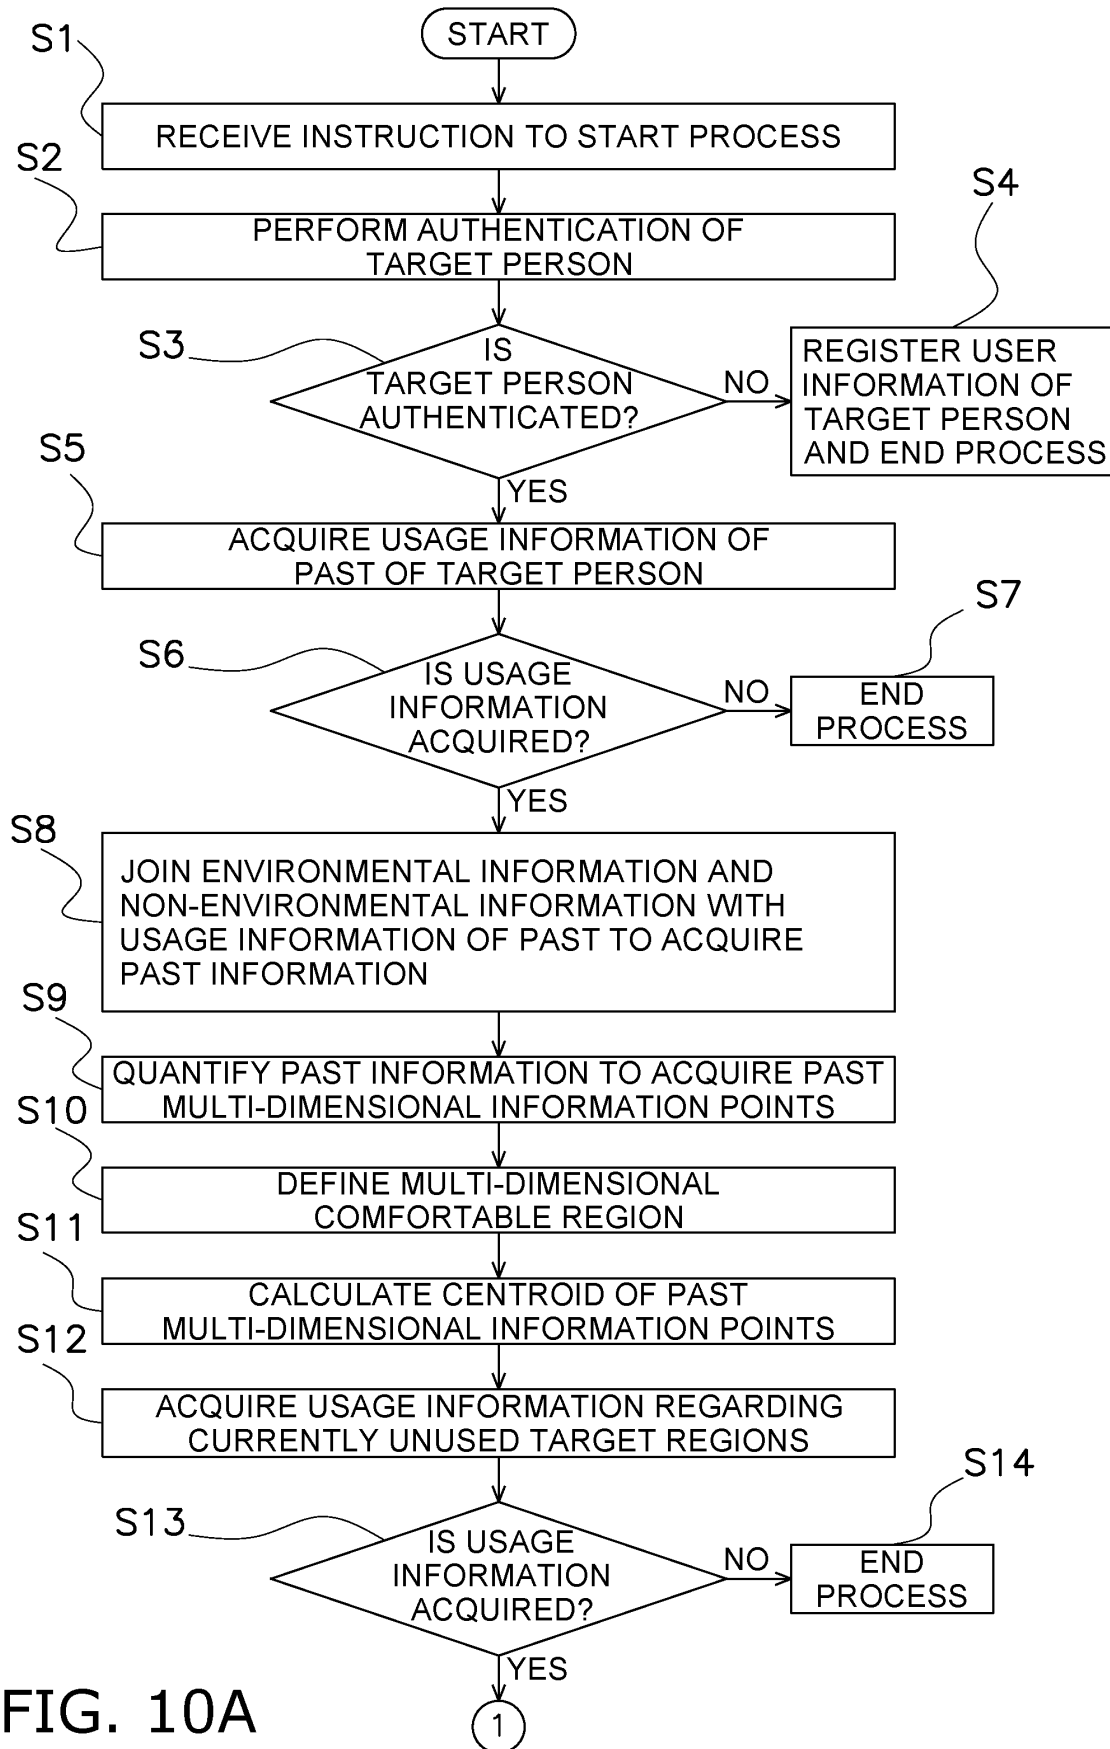 START
S1
RECEIVE INSTRUCTION TO START PROCESS
S2
PERFORM AUTHENTICATION OF
TARGET PERSON
S3
IS
TARGET PERSON
AUTHENTICATED?
NO
S4
REGISTER USER
INFORMATION OF
TARGET PERSON
AND END PROCESS
YES
S5
ACQUIRE USAGE INFORMATION OF
PAST OF TARGET PERSON
S6
IS USAGE
INFORMATION
ACQUIRED?
NO
S7
END
PROCESS
YES
S8
JOIN ENVIRONMENTAL INFORMATION AND
NON-ENVIRONMENTAL INFORMATION WITH
USAGE INFORMATION OF PAST TO ACQUIRE
PAST INFORMATION
S9
QUANTIFY PAST INFORMATION TO ACQUIRE PAST
MULTI-DIMENSIONAL INFORMATION POINTS
S10
DEFINE MULTI-DIMENSIONAL
COMFORTABLE REGION
S11
CALCULATE CENTROID OF PAST
MULTI-DIMENSIONAL INFORMATION POINTS
S12
ACQUIRE USAGE INFORMATION REGARDING
CURRENTLY UNUSED TARGET REGIONS
S13
IS USAGE
INFORMATION
ACQUIRED?
NO
S14
END
PROCESS
YES
1
FIG. 10A